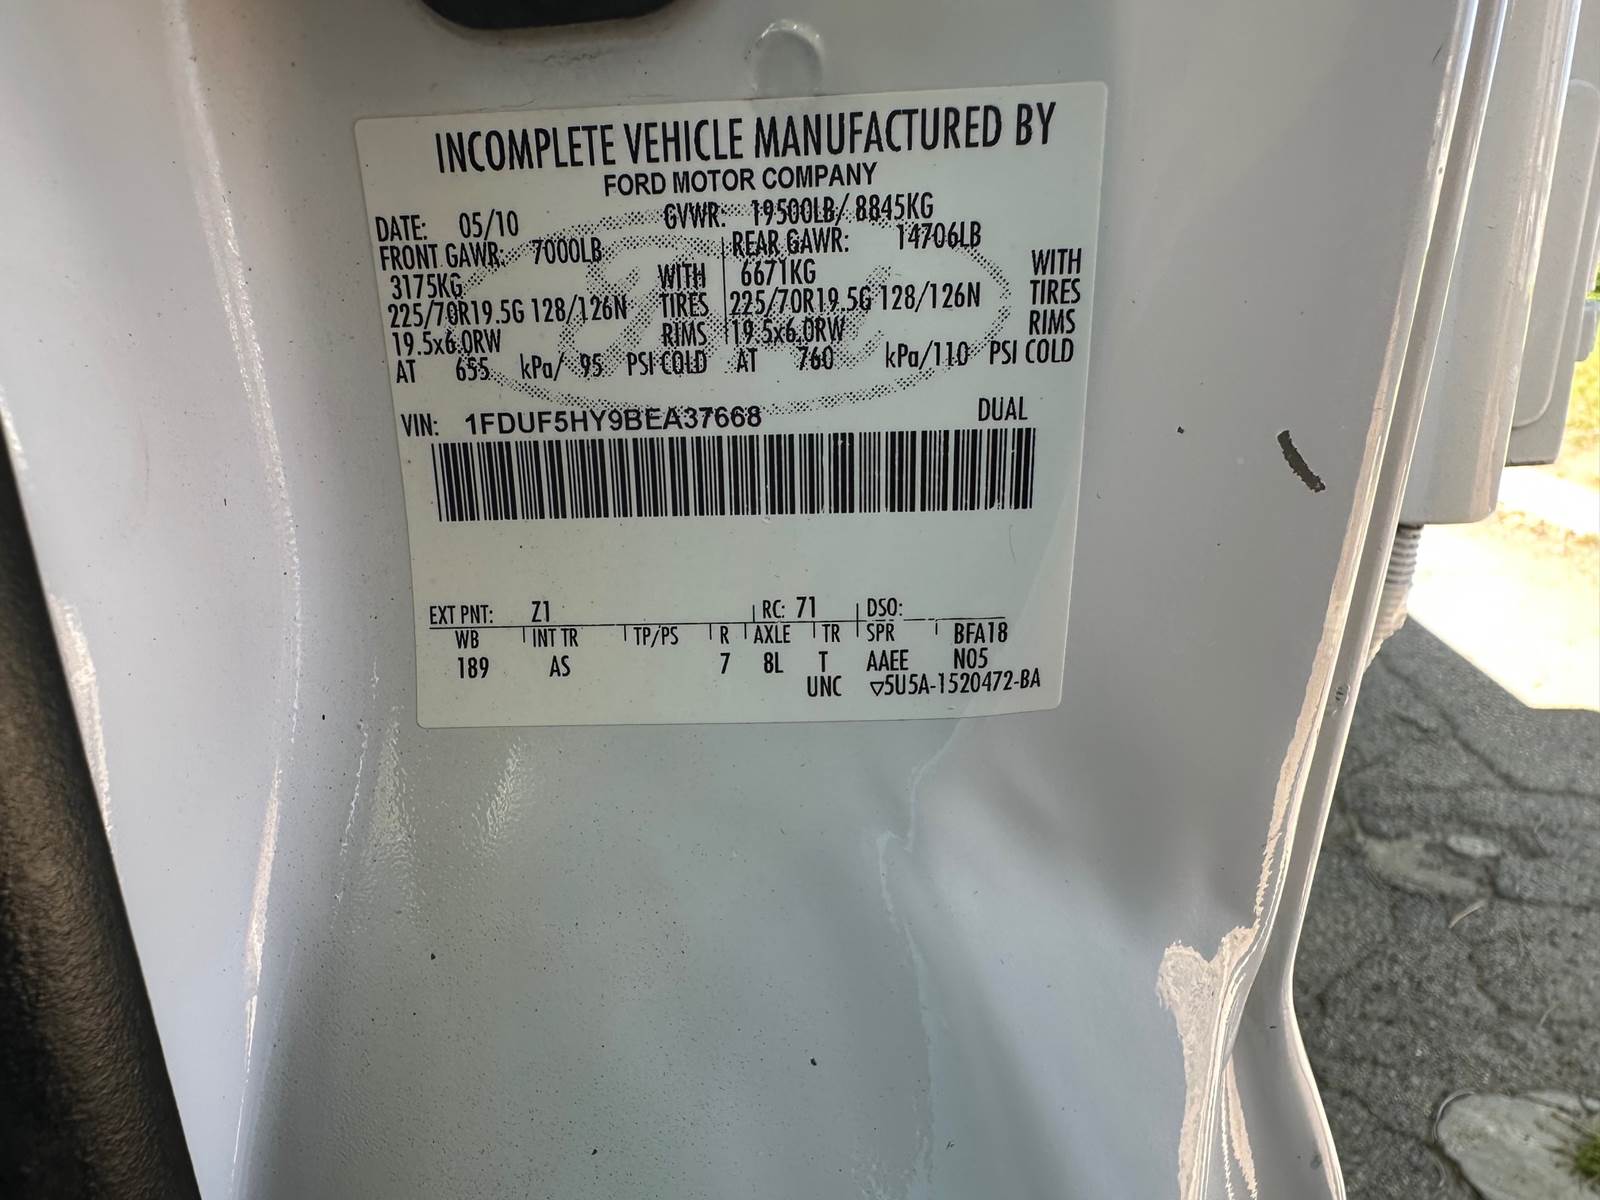 INCOMPLETE VEHICLE MANUFACTURED BY
FORD MOTOR COMPANY
DATE: 05/10 GVWR: 19500LB/ 8845KG
FRONT GAWR: 7000LB REAR GAWR: 14706LB
3175KG WITH 6671KG WITH
225/70R19.5G 128/126N TIRES 225/70R19.5G 128/126N TIRES
19.5x6.0RW RIMS 19.5x6.0RW RIMS
AT 655 kPa/ 95 PSI COLD AT 760 kPa/110 PSI COLD
VIN: 1FDUF5HY9BEA37668 DUAL
EXT PNT: Z1 RC: 71 DSO:
WB INT TR TP/PS R AXLE TR SPR BFA18
189 AS 7 8L T AAEE N05
UNC ▽5U5A-1520472-BA